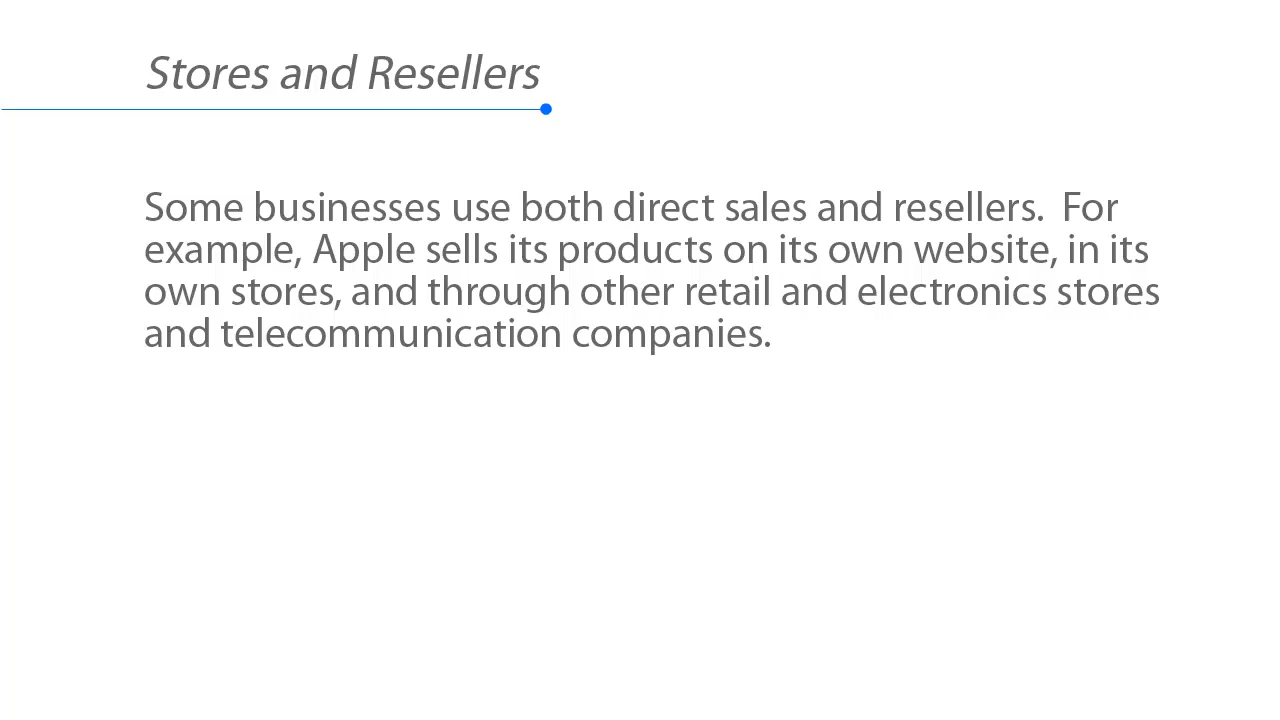 Stores and Resellers
Some businesses use both direct sales and resellers.  For
example, Apple sells its products on its own website, in its
own stores, and through other retail and electronics stores
and telecommunication companies.